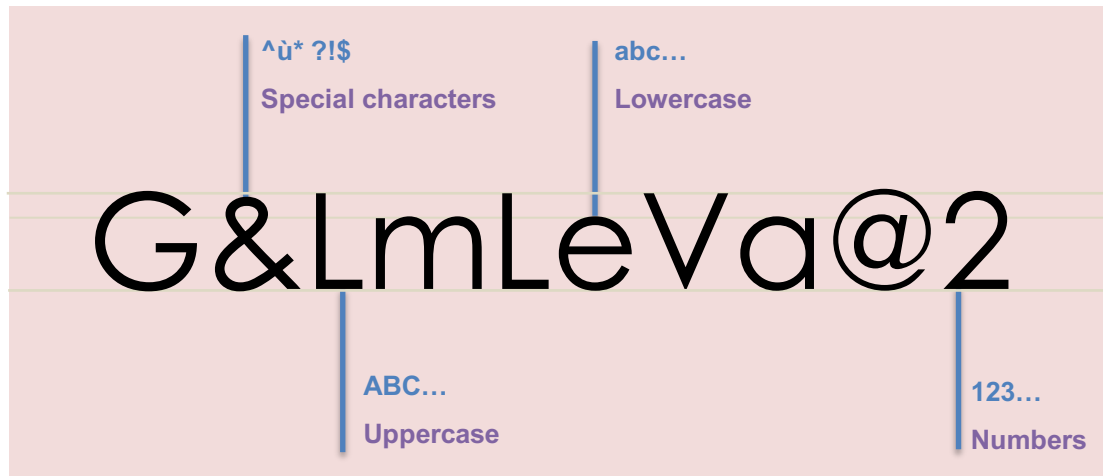 ^ù* ?!$
Special characters
abc…
Lowercase
G&LmLeVa@2
ABC…
Uppercase
123…
Numbers